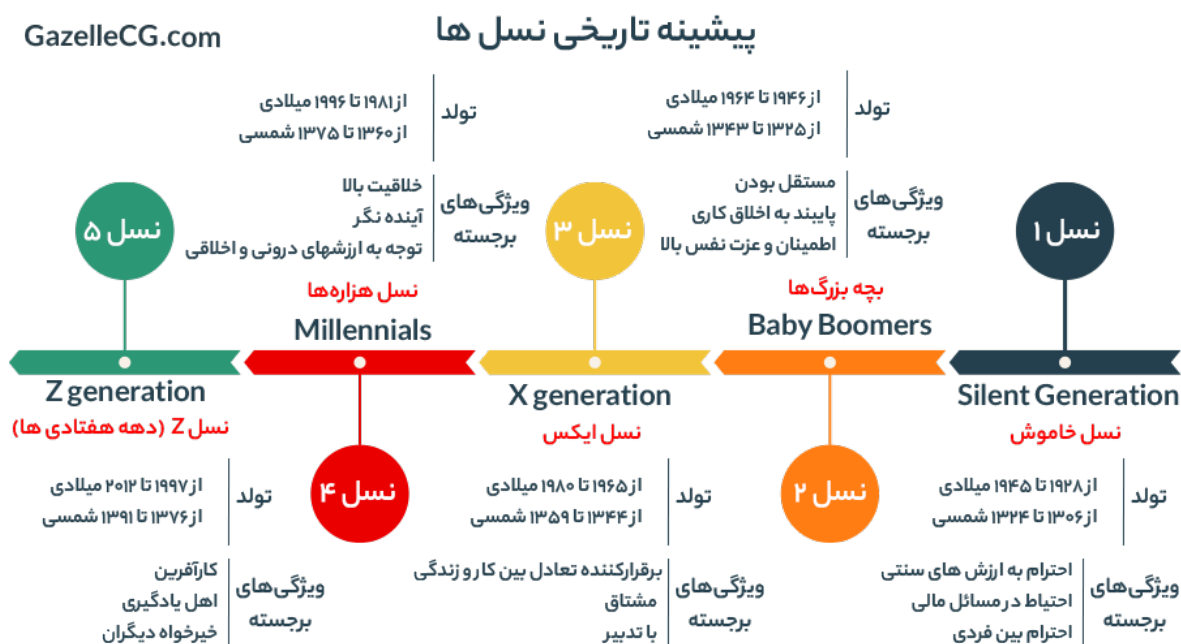 پیشینه تاریخی نسل ها
GazelleCG.com
نسل ۱
Silent Generation
نسل خاموش
تولد
از ۱۹۲۸ تا ۱۹۴۵ میلادی
از ۱۳۰۶ تا ۱۳۲۴ شمسی
ویژگی‌های برجسته
احترام به ارزش های سنتی
احتیاط در مسائل مالی
احترام بین فردی
تولد
از ۱۹۴۶ تا ۱۹۶۴ میلادی
از ۱۳۲۵ تا ۱۳۴۳ شمسی
ویژگی‌های برجسته
مستقل بودن
پایبند به اخلاق کاری
اطمینان و عزت نفس بالا
بچه بزرگ‌ها
Baby Boomers
نسل ۲
نسل ۳
X generation
نسل ایکس
تولد
از ۱۹۶۵ تا ۱۹۸۰ میلادی
از ۱۳۴۴ تا ۱۳۵۹ شمسی
ویژگی‌های برجسته
برقرارکننده تعادل بین کار و زندگی
مشتاق
با تدبیر
تولد
از ۱۹۸۱ تا ۱۹۹۶ میلادی
از ۱۳۶۰ تا ۱۳۷۵ شمسی
ویژگی‌های برجسته
خلاقیت بالا
آینده نگر
توجه به ارزشهای درونی و اخلاقی
نسل هزاره‌ها
Millennials
نسل ۴
نسل ۵
Z generation
نسل Z (دهه هفتادی ها)
تولد
از ۱۹۹۷ تا ۲۰۱۲ میلادی
از ۱۳۷۶ تا ۱۳۹۱ شمسی
ویژگی‌های برجسته
کارآفرین
اهل یادگیری
خیرخواه دیگران